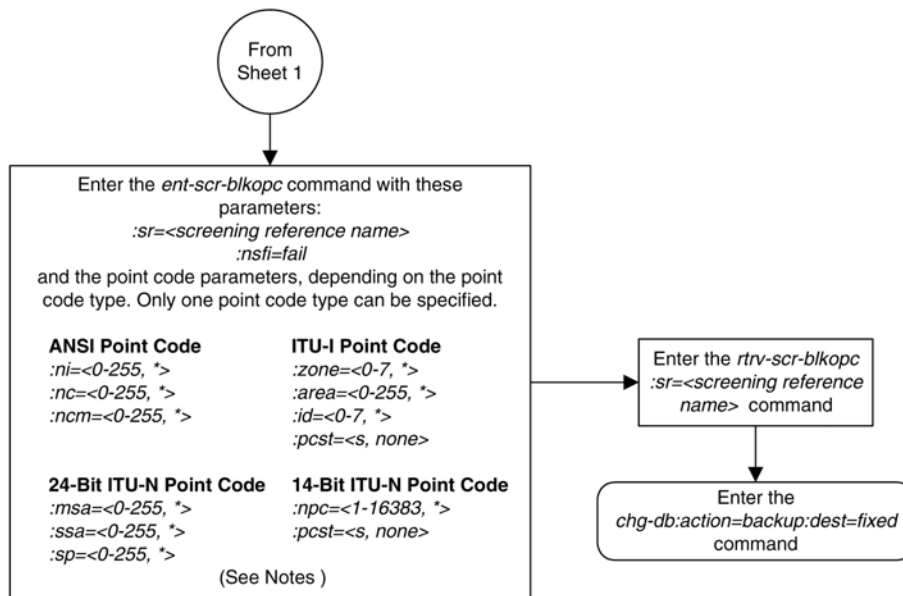 From
Sheet 1
Enter the ent-scr-blkopc command with these
parameters:
:sr=<screening reference name>
:nsfi=fail
and the point code parameters, depending on the point
code type. Only one point code type can be specified.
ANSI Point Code
:ni=<0-255, *>
:nc=<0-255, *>
:ncm=<0-255, *>
ITU-I Point Code
:zone=<0-7, *>
:area=<0-255, *>
:id=<0-7, *>
:pcst=<s, none>
24-Bit ITU-N Point Code
:msa=<0-255, *>
:ssa=<0-255, *>
:sp=<0-255, *>
14-Bit ITU-N Point Code
:npc=<1-16383, *>
:pcst=<s, none>
(See Notes )
Enter the rtrv-scr-blkopc
:sr=<screening reference
name> command
Enter the
chg-db:action=backup:dest=fixed
command